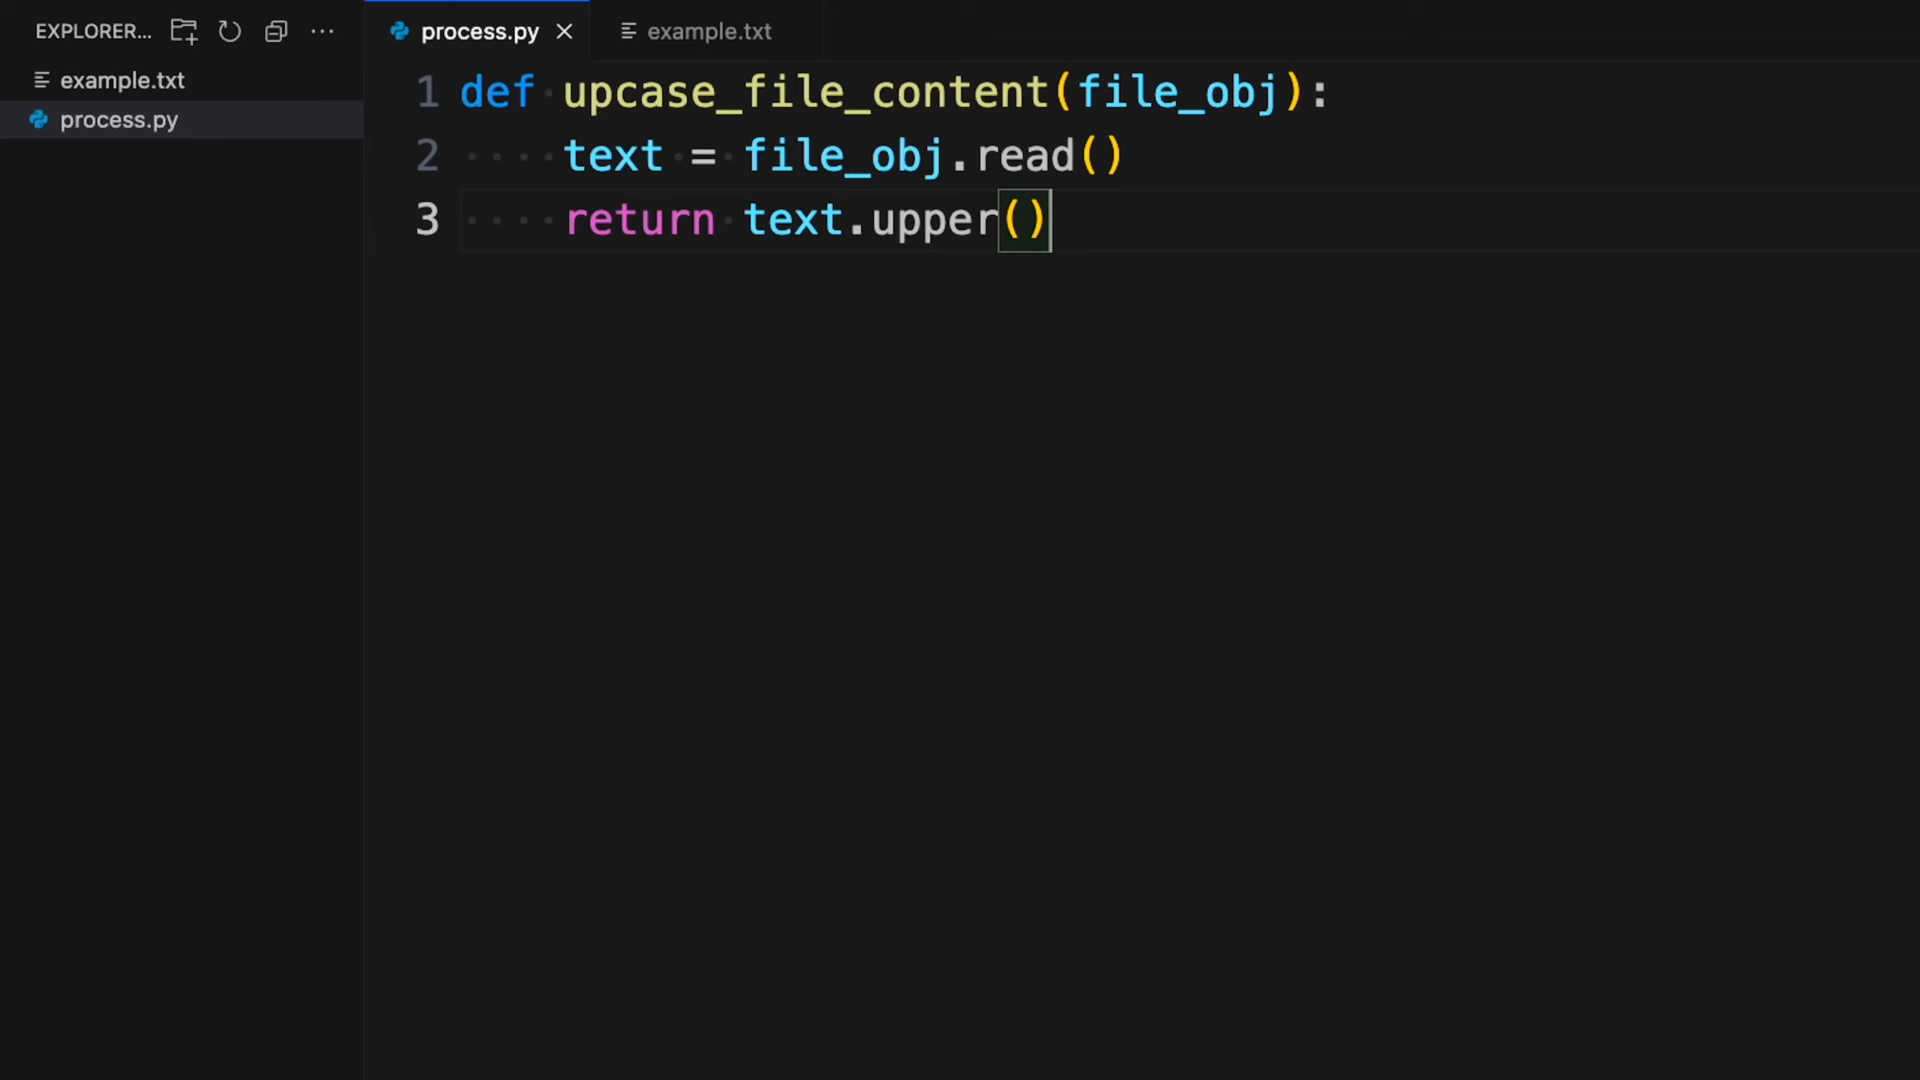 EXPLORER...
example.txt
process.py
process.py
example.txt
1 def upcase_file_content(file_obj):
2     text = file_obj.read()
3     return text.upper()